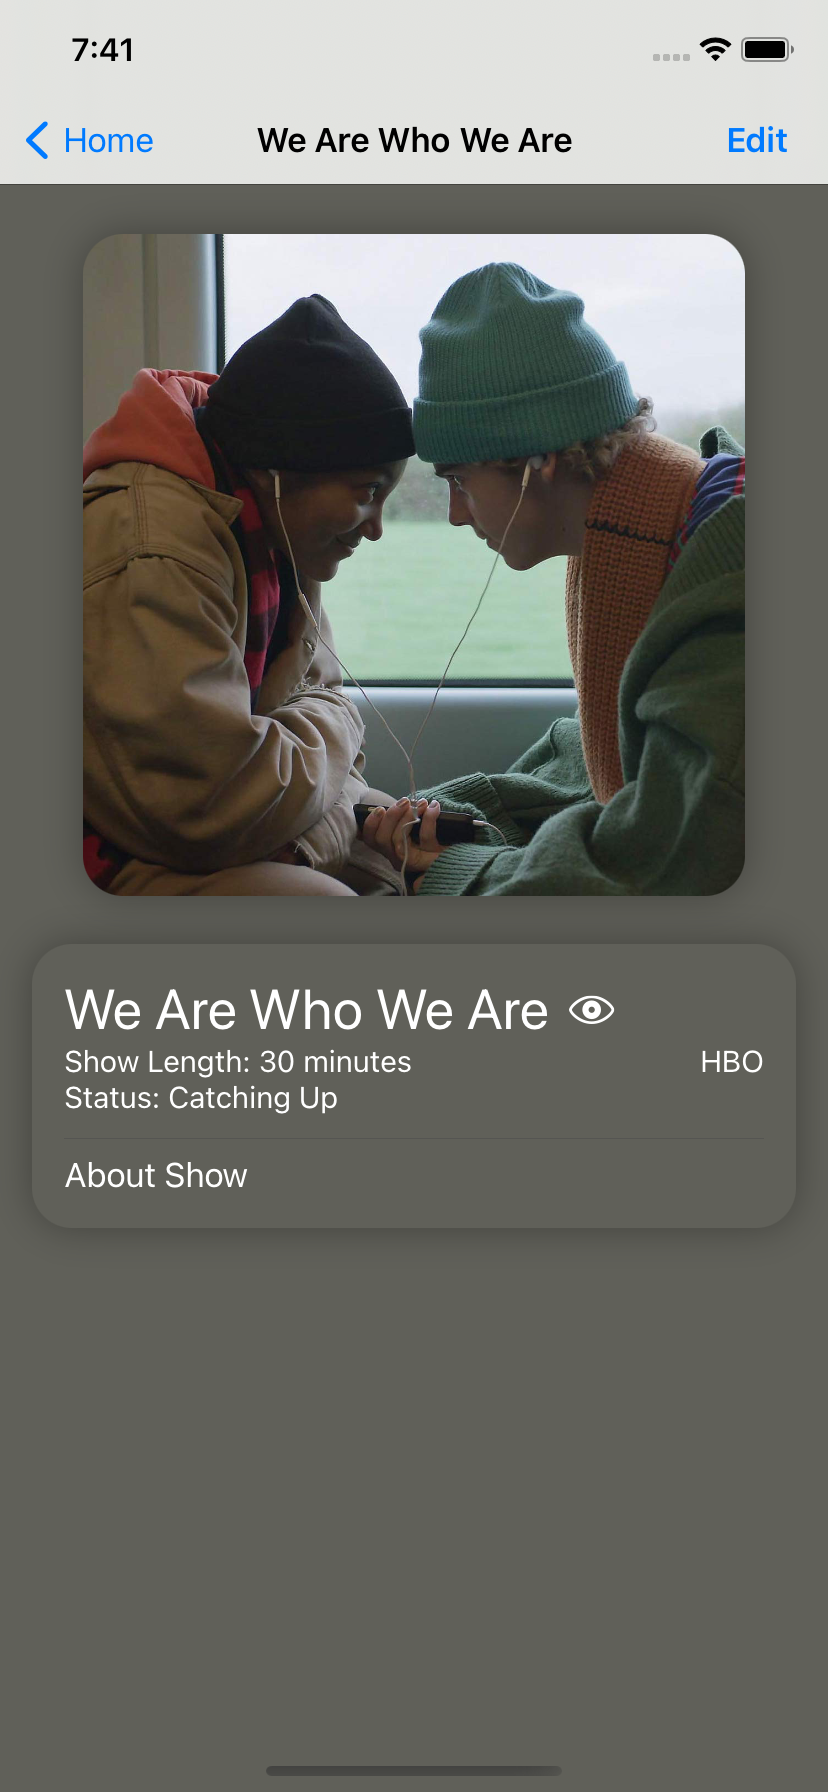 7:41
Home
We Are Who We Are
Edit
We Are Who We Are
Show Length: 30 minutes
HBO
Status: Catching Up
About Show